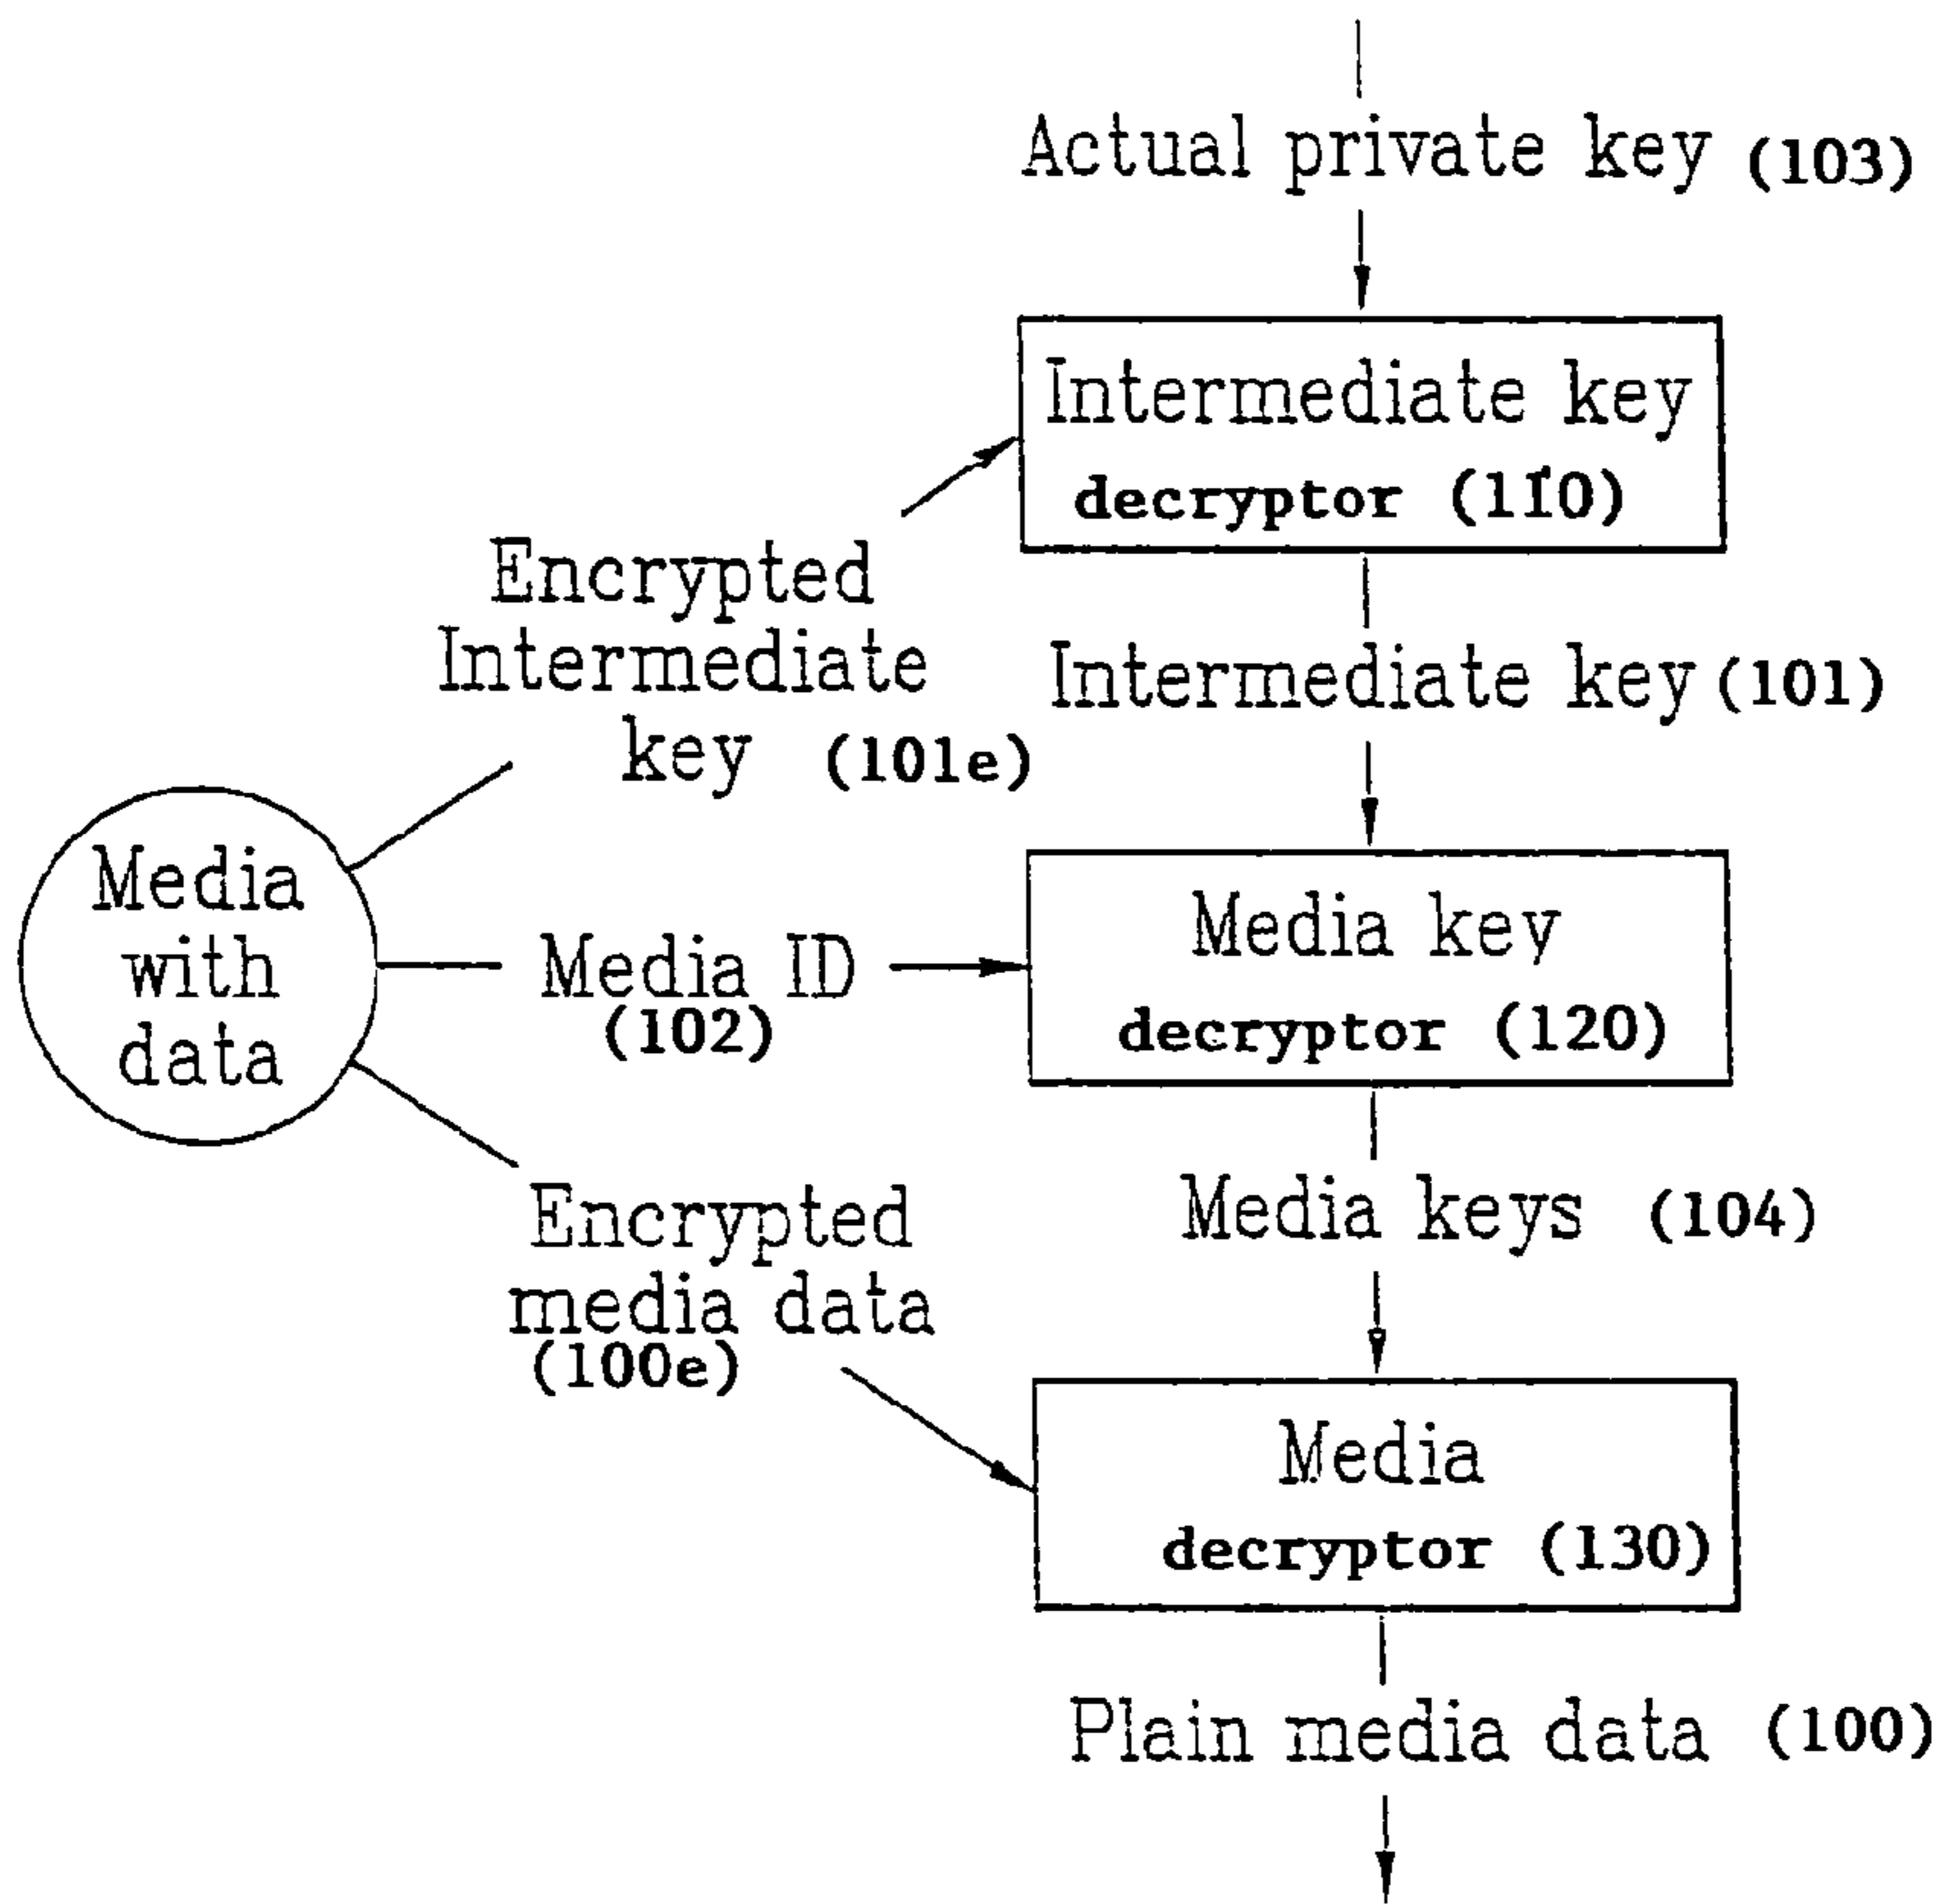 Actual private key (103)
Intermediate key
decryptor (110)
Encrypted
Intermediate
key (101e)
Intermediate key (101)
Media
with
data
Media ID
(102)
Media key
decryptor (120)
Media keys (104)
Encrypted
media data
(100e)
Media
decryptor (130)
Plain media data (100)